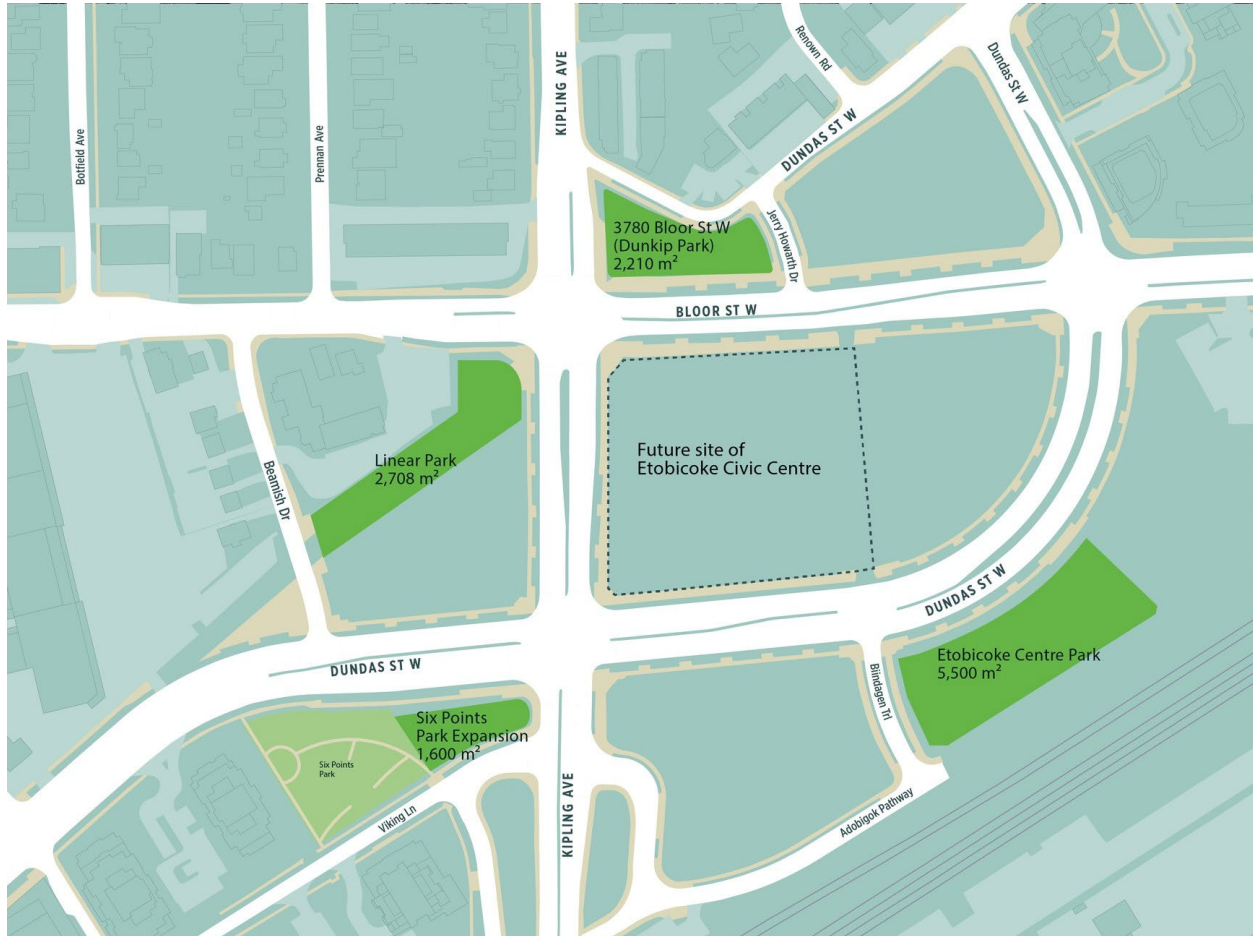 Renown Rd
Dundas St W
KIPLING AVE
Botfield Ave
Prennan Ave
DUNDAS ST W
3780 Bloor St W
(Dunkip Park)
2,210 m²
Jerry Howarth Dr
BLOOR ST W
Linear Park
2,708 m²
Future site of
Etobicoke Civic Centre
Beamish Dr
DUNDAS ST W
DUNDAS ST W
Etobicoke Centre Park
5,500 m²
Biindagen Trl
Six Points
Park Expansion
1,600 m²
Six Points
Park
Viking Ln
KIPLING AVE
Adobigok Pathway